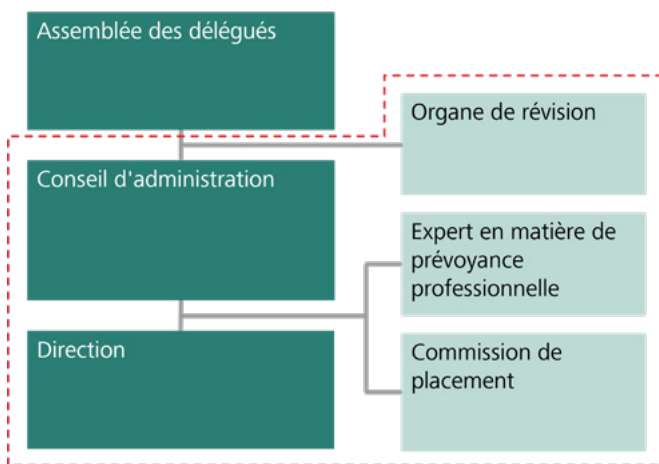 Assemblée des délégués
Organe de révision
Conseil d'administration
Expert en matière de
prévoyance
professionnelle
Direction
Commission de
placement